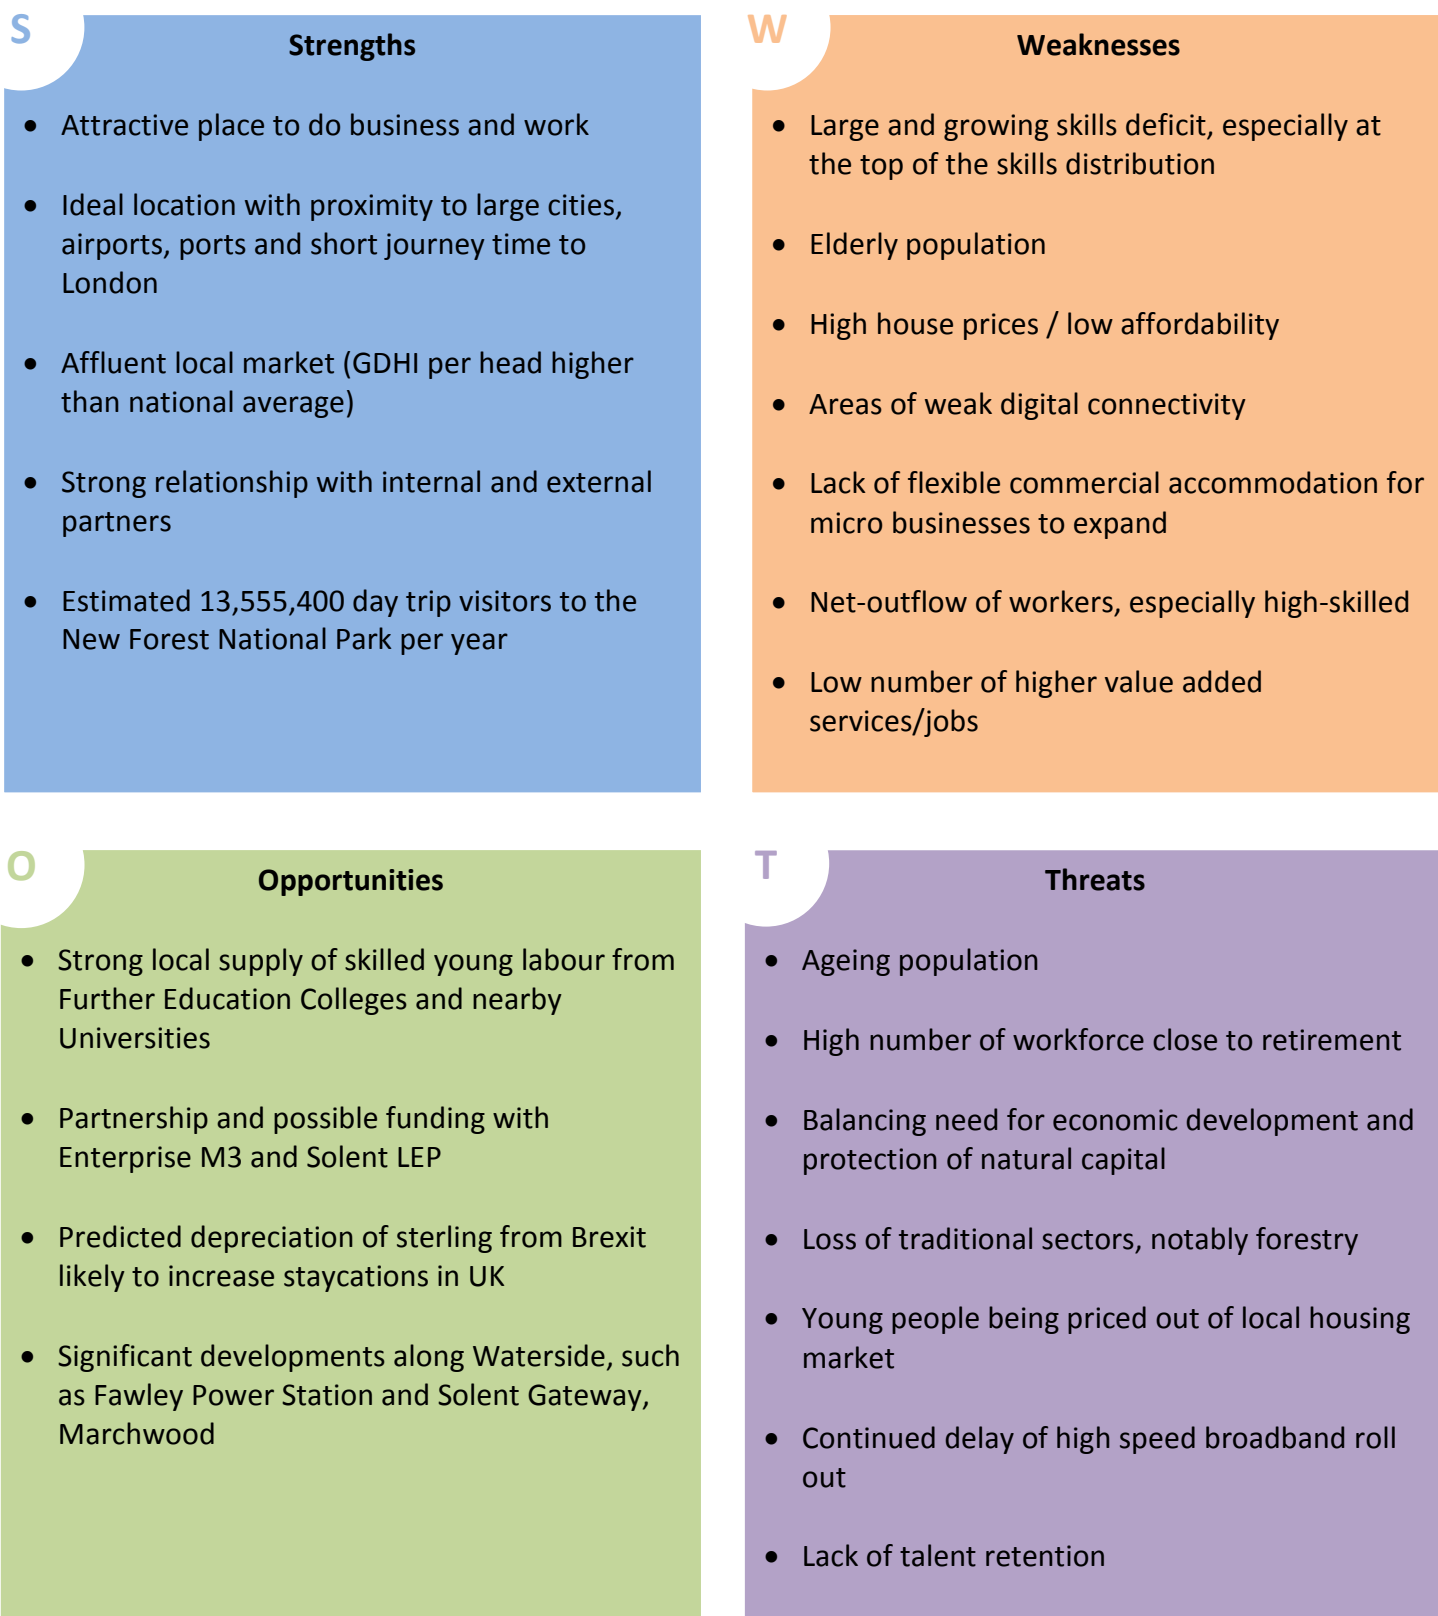 S
Strengths
• Attractive place to do business and work
• Ideal location with proximity to large cities,
airports, ports and short journey time to
London
• Affluent local market (GDHI per head higher
than national average)
• Strong relationship with internal and external
partners
• Estimated 13,555,400 day trip visitors to the
New Forest National Park per year
W
Weaknesses
• Large and growing skills deficit, especially at
the top of the skills distribution
• Elderly population
• High house prices / low affordability
• Areas of weak digital connectivity
• Lack of flexible commercial accommodation for
micro businesses to expand
• Net-outflow of workers, especially high-skilled
• Low number of higher value added
services/jobs
O
Opportunities
• Strong local supply of skilled young labour from
Further Education Colleges and nearby
Universities
• Partnership and possible funding with
Enterprise M3 and Solent LEP
• Predicted depreciation of sterling from Brexit
likely to increase staycations in UK
• Significant developments along Waterside, such
as Fawley Power Station and Solent Gateway,
Marchwood
T
Threats
• Ageing population
• High number of workforce close to retirement
• Balancing need for economic development and
protection of natural capital
• Loss of traditional sectors, notably forestry
• Young people being priced out of local housing
market
• Continued delay of high speed broadband roll
out
• Lack of talent retention